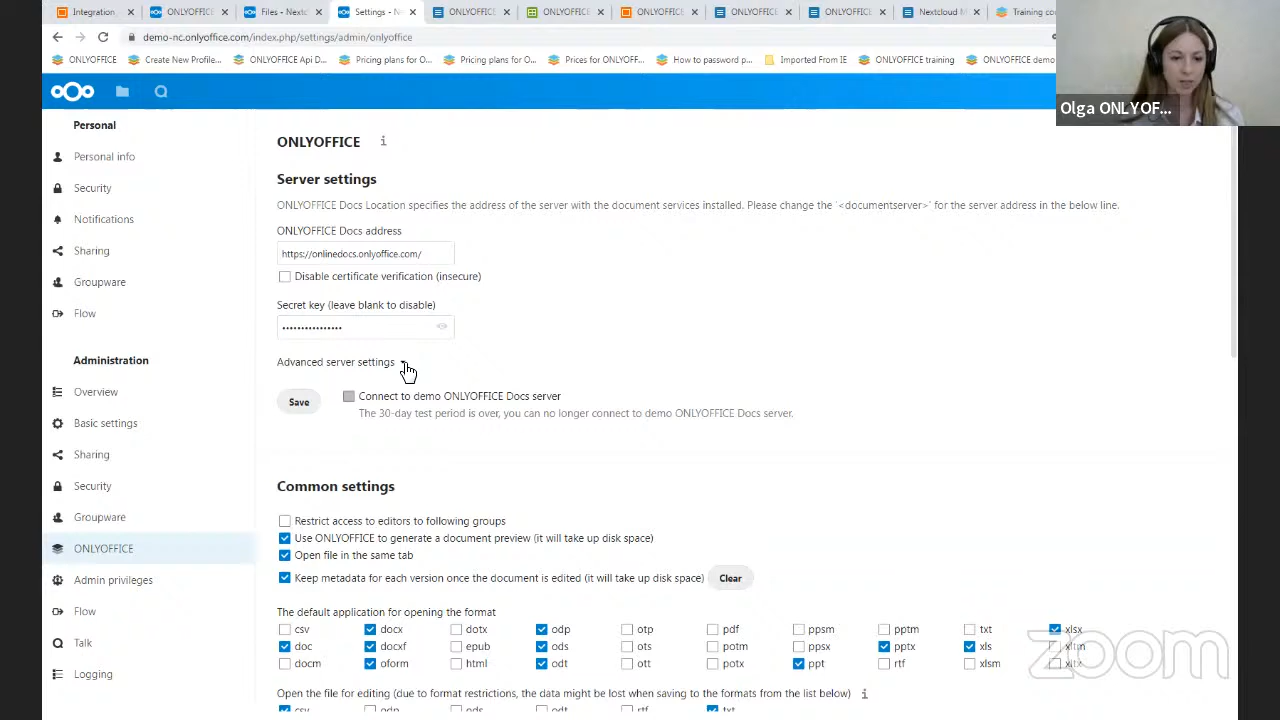 Integration
ONLYOFFICE
Files - Nextc
Settings - Ne
ONLYOFFICE
ONLYOFFICE
ONLYOFFICE
ONLYOFFICE
ONLYOFFICE
Nextcloud M
Training.co
demo-nc.onlyoffice.com/index.php/settings/admin/onlyoffice
ONLYOFFICE
Create New Profile...
ONLYOFFICE Api D...
Pricing plans for O...
Pricing plans for O...
Prices for ONLYOFF...
How to password p...
Imported From IE
ONLYOFFICE training
ONLYOFFICE demo
Olga ONLYOF...
Personal
Personal info
Security
Notifications
Sharing
Groupware
Flow
Administration
Overview
Basic settings
Sharing
Security
Groupware
ONLYOFFICE
Admin privileges
Flow
Talk
Logging
ONLYOFFICE i
Server settings
ONLYOFFICE Docs Location specifies the address of the server with the document services installed. Please change the '<documentserver>' for the server address in the below line.
ONLYOFFICE Docs address
https://onlinedocs.onlyoffice.com/
Disable certificate verification (insecure)
Secret key (leave blank to disable)
Advanced server settings
Save
Connect to demo ONLYOFFICE Docs server
The 30-day test period is over, you can no longer connect to demo ONLYOFFICE Docs server.
Common settings
Restrict access to editors to following groups
Use ONLYOFFICE to generate a document preview (it will take up disk space)
Open file in the same tab
Keep metadata for each version once the document is edited (it will take up disk space) Clear
The default application for opening the format
csv docx dotx odp otp pdf ppsm pptm txt xlsx
doc docxf epub ods ots potm ppsx pptx xls xltm
docm oform html odt ott potx ppt rtf xlsm xltx
zoom
Open the file for editing (due to format restrictions, the data might be lost when saving to the formats from the list below) i
csv odp ods odt rtf txt